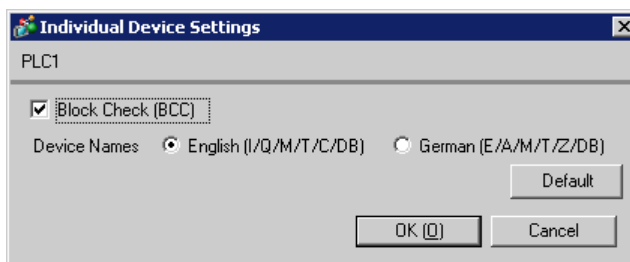 Individual Device Settings
PLC1
Block Check (BCC)
Device Names English (I/Q/M/T/C/DB) German (E/A/M/T/Z/DB)
Default
OK (O) Cancel